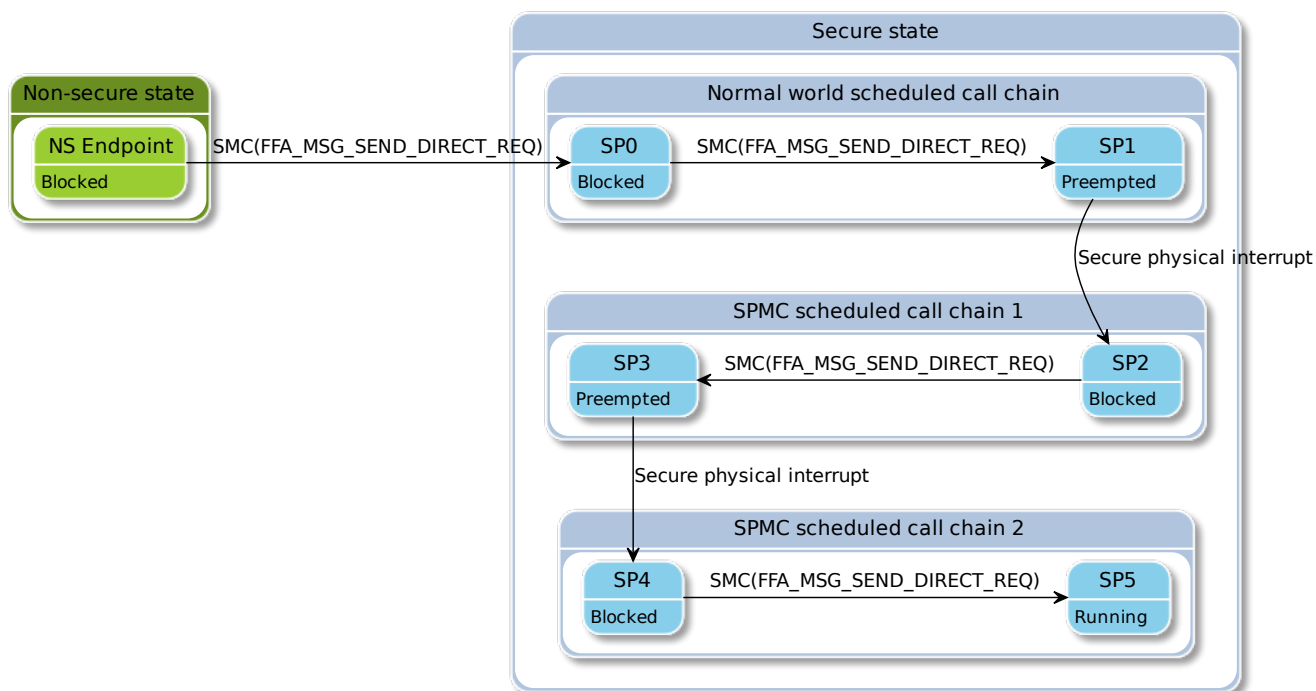 Secure state
Non-secure state
Normal world scheduled call chain
NS Endpoint
Blocked
SMC(FFA_MSG_SEND_DIRECT_REQ)
SP0
Blocked
SMC(FFA_MSG_SEND_DIRECT_REQ)
SP1
Preempted
Secure physical interrupt
SPMC scheduled call chain 1
SP3
Preempted
SMC(FFA_MSG_SEND_DIRECT_REQ)
SP2
Blocked
Secure physical interrupt
SPMC scheduled call chain 2
SP4
Blocked
SMC(FFA_MSG_SEND_DIRECT_REQ)
SP5
Running